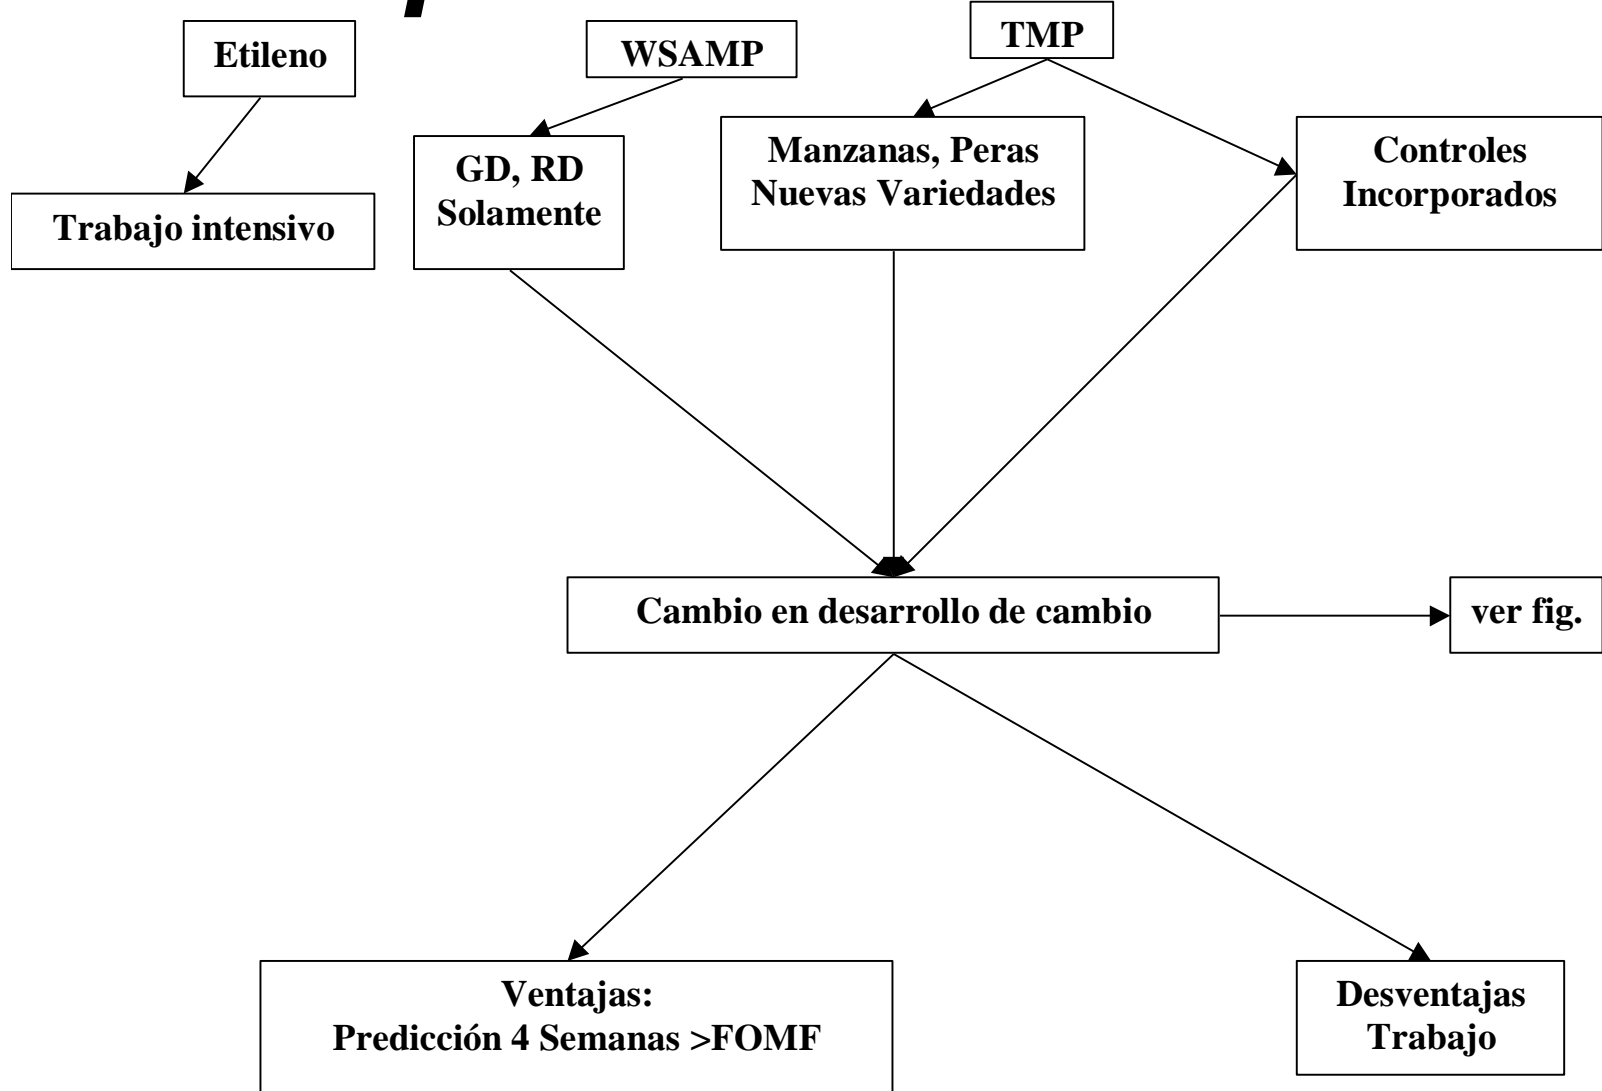 Etileno
WSAMP
TMP
Trabajo intensivo
GD, RD
Solamente
Manzanas, Peras
Nuevas Variedades
Controles
Incorporados
Cambio en desarrollo de cambio
ver fig.
Ventajas:
Predicción 4 Semanas >FOMF
Desventajas
Trabajo